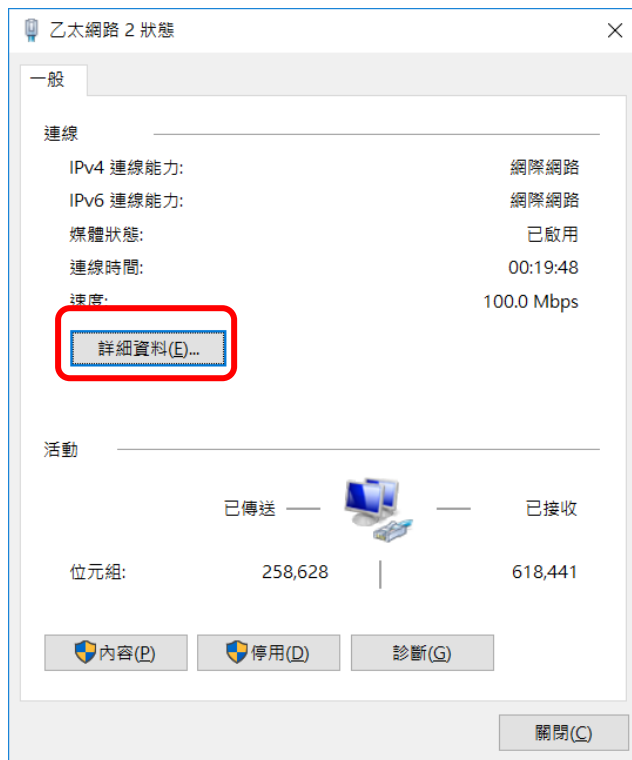 乙太網路 2 狀態
一般
連線
IPv4 連線能力: 網際網路
IPv6 連線能力: 網際網路
媒體狀態: 已啟用
連線時間: 00:19:48
速度: 100.0 Mbps
詳細資料(E)...
活動
已傳送 已接收
位元組: 258,628 618,441
內容(P) 停用(D) 診斷(G)
關閉(C)